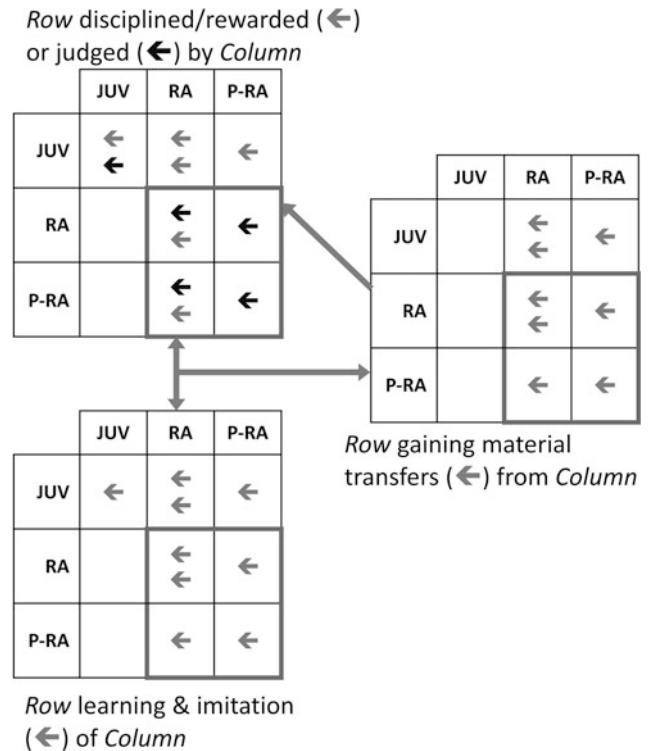 Row disciplined/rewarded (←)
or judged (←) by Column
JUV RA P-RA
JUV
RA
P-RA
JUV RA P-RA
JUV
RA
P-RA
Row gaining material
transfers (←) from Column
JUV RA P-RA
JUV
RA
P-RA
Row learning & imitation
(←) of Column